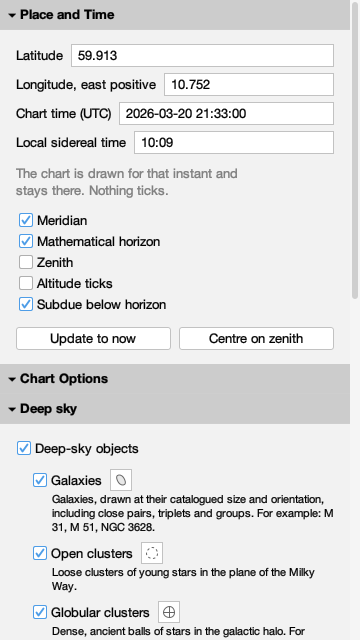 Place and Time
Latitude 59.913
Longitude, east positive 10.752
Chart time (UTC) 2026-03-20 21:33:00
Local sidereal time 10:09
The chart is drawn for that instant and
stays there. Nothing ticks.
Meridian
Mathematical horizon
Zenith
Altitude ticks
Subdue below horizon
Update to now Centre on zenith
Chart Options
Deep sky
Deep-sky objects
Galaxies
Galaxies, drawn at their catalogued size and orientation,
including close pairs, triplets and groups. For example: M
31, M 51, NGC 3628.
Open clusters
Loose clusters of young stars in the plane of the Milky
Way.
Globular clusters
Dense, ancient balls of stars in the galactic halo. For